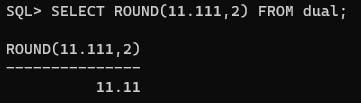 SQL> SELECT ROUND(11.111,2) FROM dual;
ROUND(11.111,2)
---------------
11.11